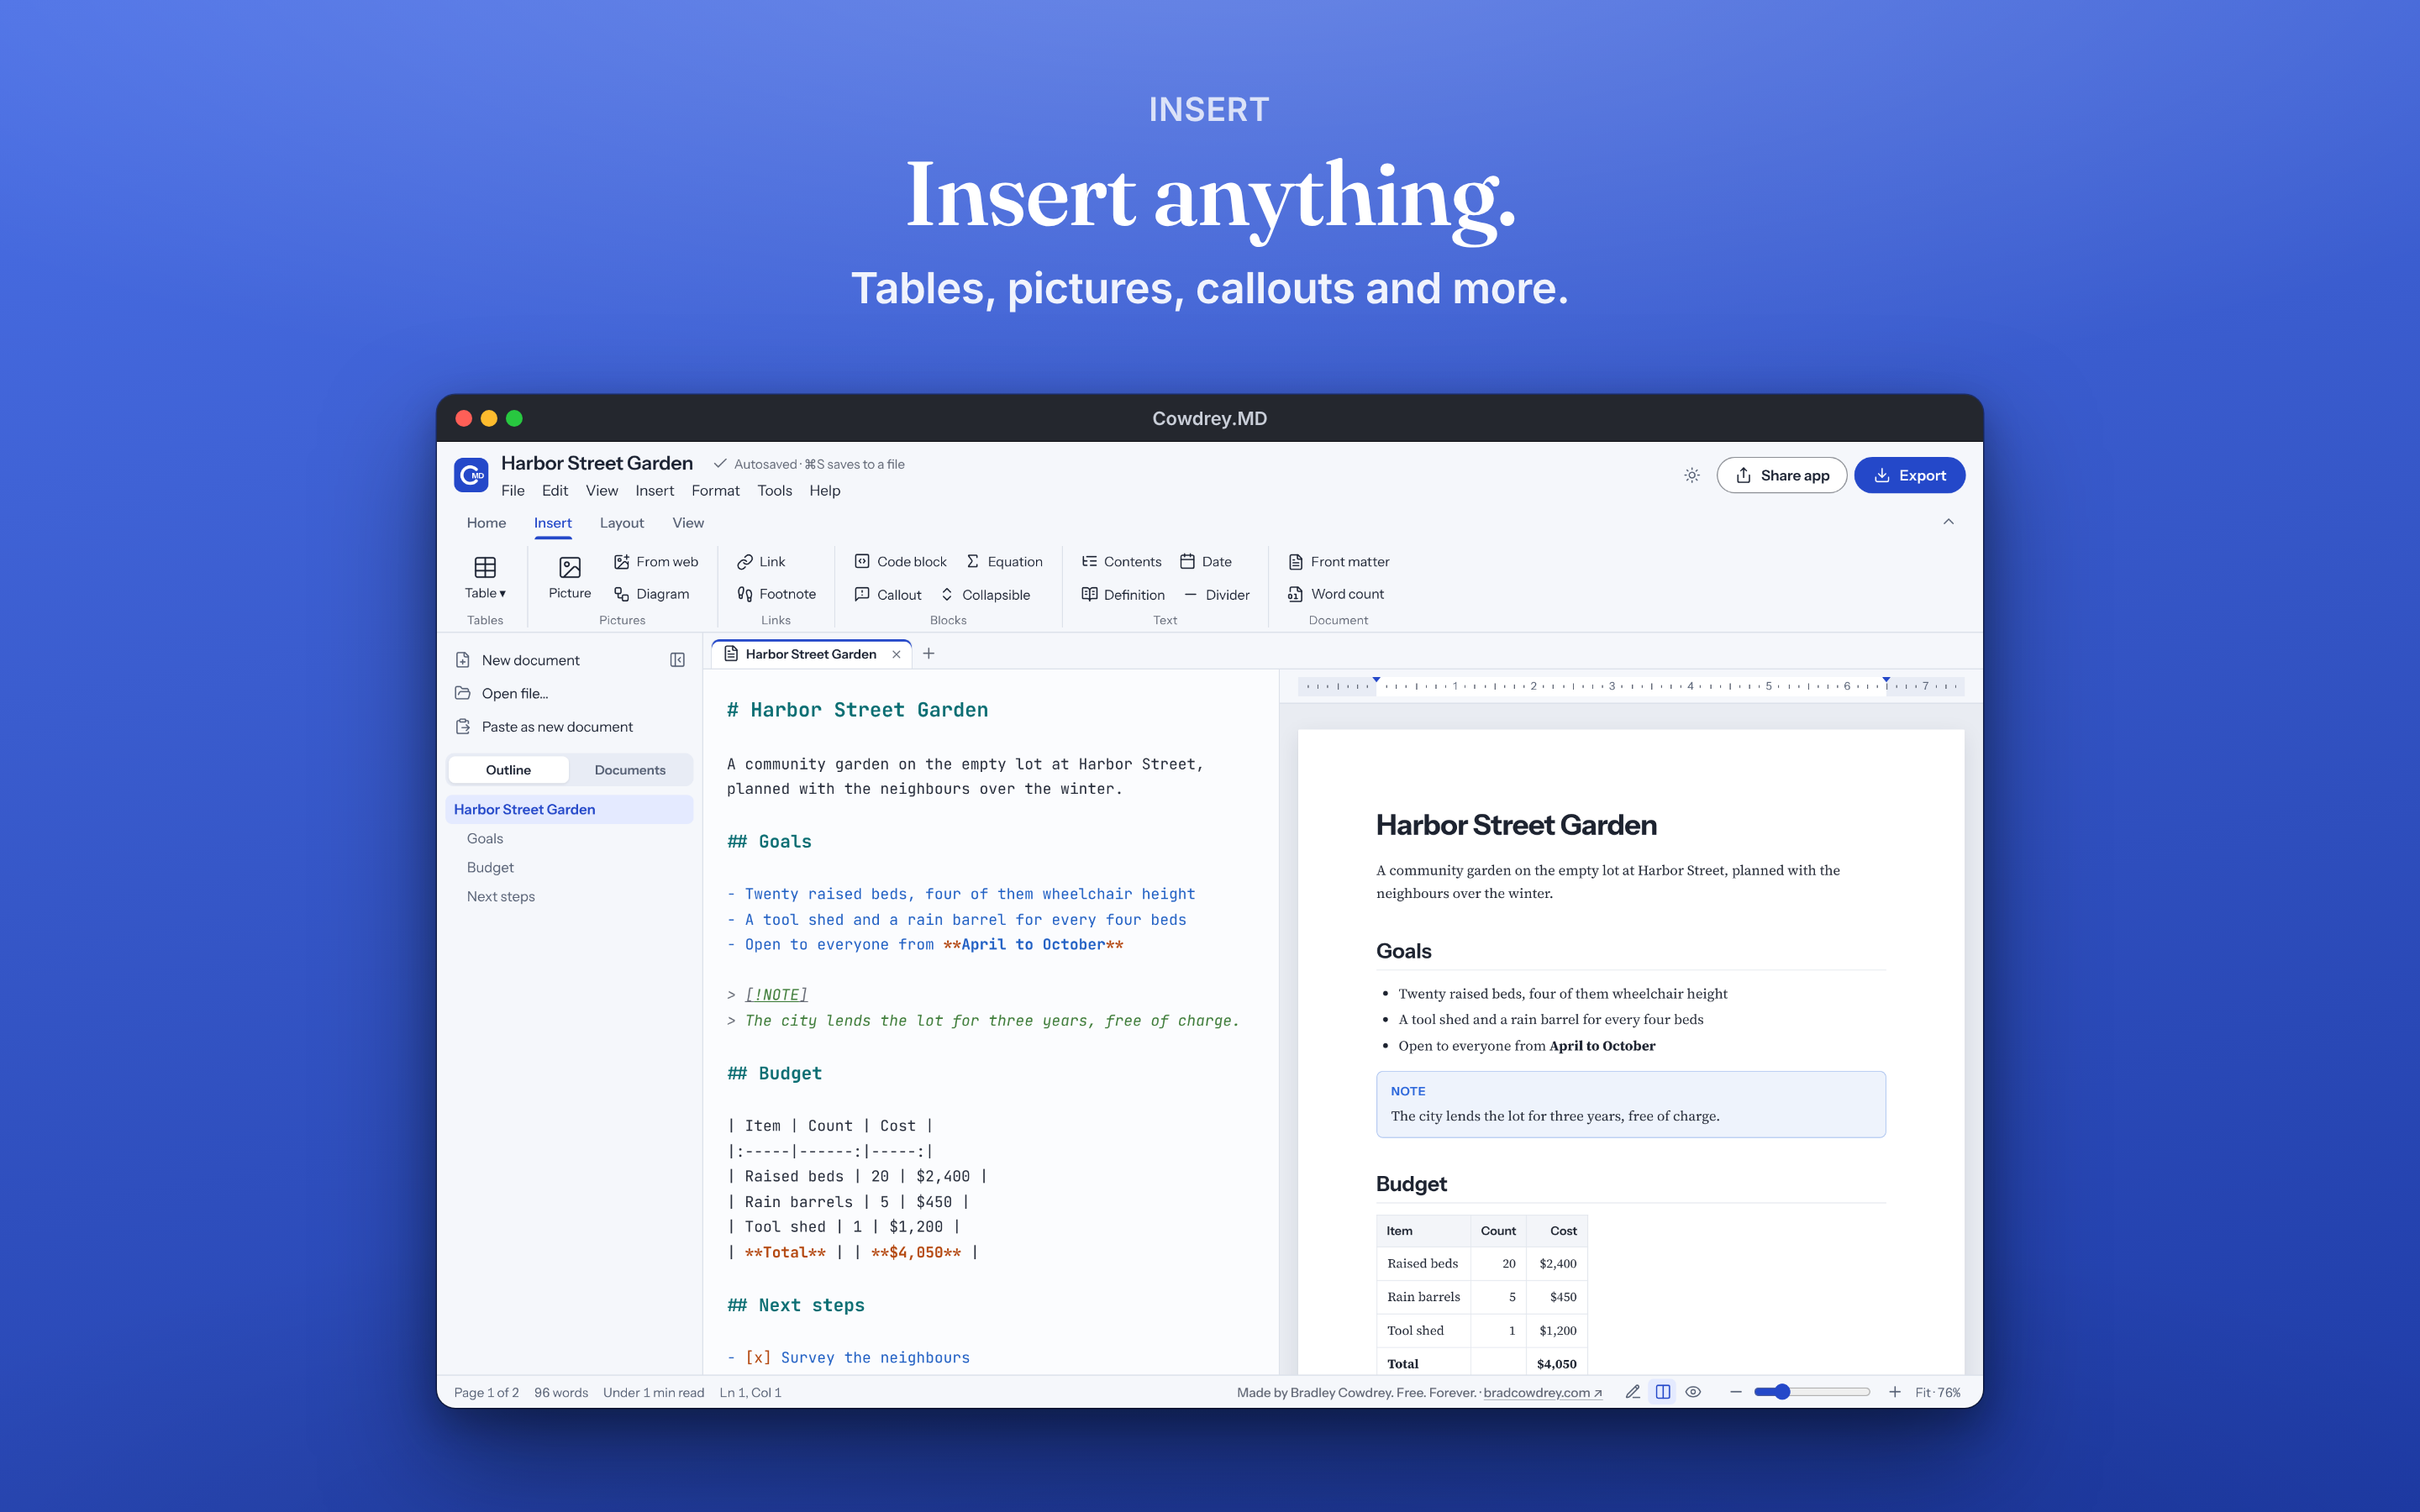 INSERT
Insert anything.
Tables, pictures, callouts and more.
Cowdrey.MD
CMD
Harbor Street Garden
Autosaved · ⌘S saves to a file
File Edit View Insert Format Tools Help
Share app
Export
Home Insert Layout View
Table ▾
Tables
Picture
From web
Diagram
Pictures
Link
Footnote
Links
Code block
Equation
Callout
Collapsible
Blocks
Contents
Date
Definition
Divider
Text
Front matter
Word count
Document
New document
Open file...
Paste as new document
Outline Documents
Harbor Street Garden
Goals
Budget
Next steps
Harbor Street Garden
# Harbor Street Garden
A community garden on the empty lot at Harbor Street,
planned with the neighbours over the winter.
## Goals
- Twenty raised beds, four of them wheelchair height
- A tool shed and a rain barrel for every four beds
- Open to everyone from **April to October**
> [!NOTE]
> The city lends the lot for three years, free of charge.
## Budget
| Item | Count | Cost |
|:-----|------:|-----:|
| Raised beds | 20 | $2,400 |
| Rain barrels | 5 | $450 |
| Tool shed | 1 | $1,200 |
| **Total** | | **$4,050** |
## Next steps
- [x] Survey the neighbours
1 2 3 4 5 6 7
Harbor Street Garden
A community garden on the empty lot at Harbor Street, planned with the
neighbours over the winter.
Goals
• Twenty raised beds, four of them wheelchair height
• A tool shed and a rain barrel for every four beds
• Open to everyone from April to October
NOTE
The city lends the lot for three years, free of charge.
Budget
Item Count Cost
Raised beds 20 $2,400
Rain barrels 5 $450
Tool shed 1 $1,200
Total $4,050
Page 1 of 2 96 words Under 1 min read Ln 1, Col 1
Made by Bradley Cowdrey. Free. Forever. · bradcowdrey.com ↗
Fit · 76%